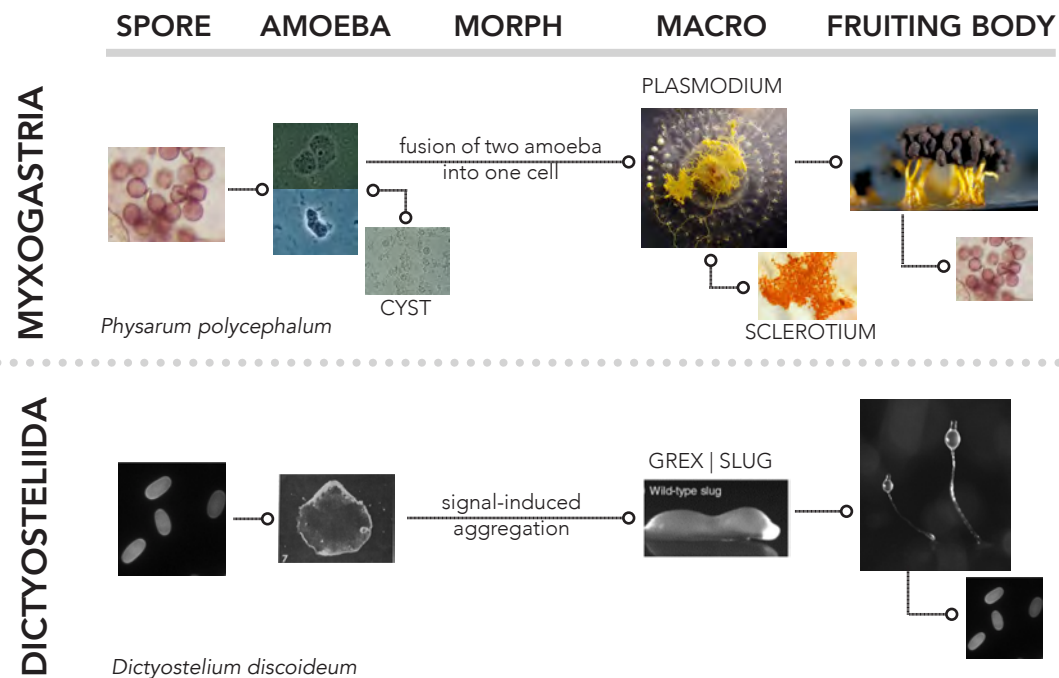 SPORE AMOEBA MORPH MACRO FRUITING BODY
MYXOGASTRIA
PLASMODIUM
fusion of two amoeba
into one cell
CYST
SCLEROTIUM
Physarum polycephalum
DICTYOSTELIIDA
GREX | SLUG
Wild-type slug
signal-induced
aggregation
7
Dictyostelium discoideum